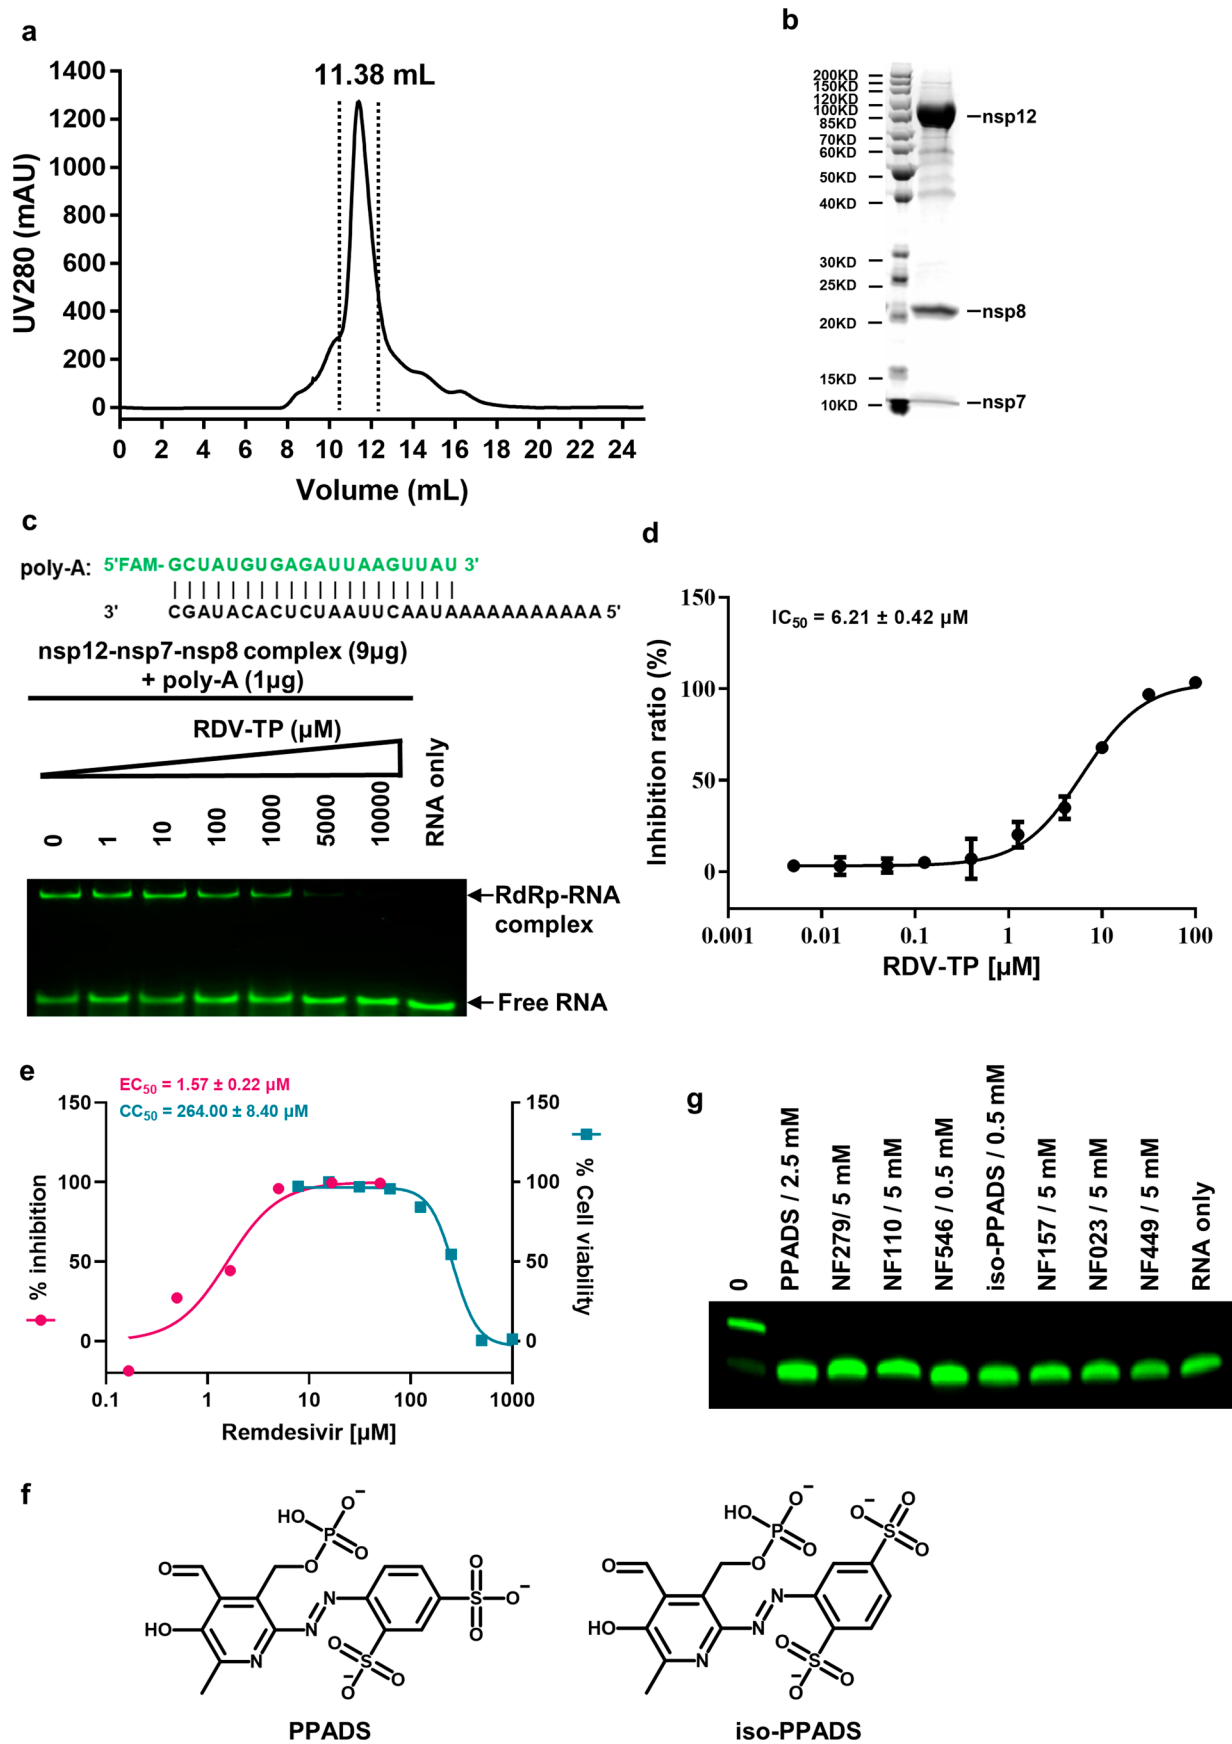 a
11.38 mL
1400
1200
1000
800
600
400
200
0
UV280 (mAU)
0 2 4 6 8 10 12 14 16 18 20 22 24
Volume (mL)
b
200KD
150KD
120KD
100KD
85KD
70KD
60KD
50KD
40KD
30KD
25KD
20KD
15KD
10KD
nsp12
nsp8
nsp7
c
poly-A: 5'FAM-GCUAUGUGAGAUUAAGUUAU 3'
3' CGAUACACUCUAAUUCAAUAAAAAAAAAAA 5'
nsp12-nsp7-nsp8 complex (9µg)
+ poly-A (1µg)
RDV-TP (µM)
0 1 10 100 1000 5000 10000 RNA only
RdRp-RNA
complex
Free RNA
d
IC50 = 6.21 ± 0.42 µM
150
100
50
0
Inhibition ratio (%)
0.001 0.01 0.1 1 10 100
RDV-TP [µM]
e
EC50 = 1.57 ± 0.22 µM
CC50 = 264.00 ± 8.40 µM
150
100
50
0
% inhibition
150
100
50
0
% Cell viability
0.1 1 10 100 1000
Remdesivir [µM]
g
0
PPADS / 2.5 mM
NF279/ 5 mM
NF110 / 5 mM
NF546 / 0.5 mM
iso-PPADS / 0.5 mM
NF157 / 5 mM
NF023 / 5 mM
NF449 / 5 mM
RNA only
f
HO O− P O O
O
HO N N N
S O O O−
S O O O−
PPADS
HO O− P O O
O
HO N N N
S O O O−
S O O O−
iso-PPADS